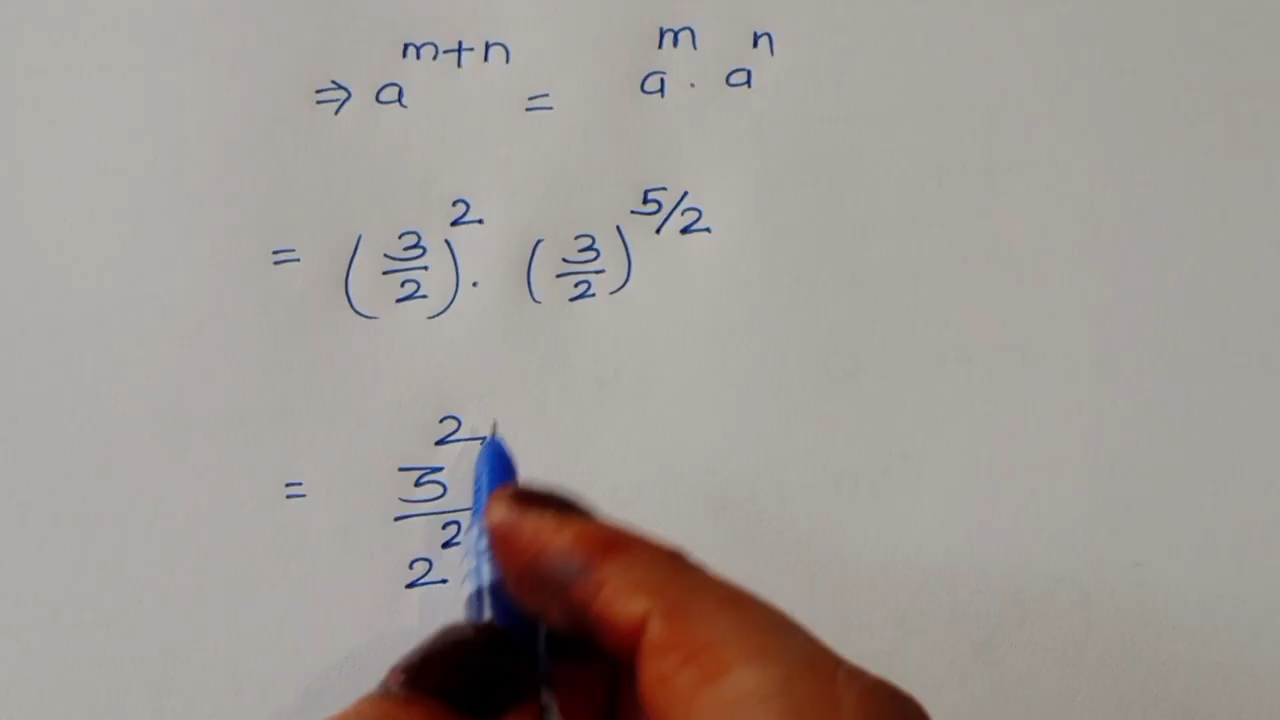 ⇒ a^{m+n} = a^m . a^n
= (3/2)^2 . (3/2)^{5/2}
= 3^2/2^2